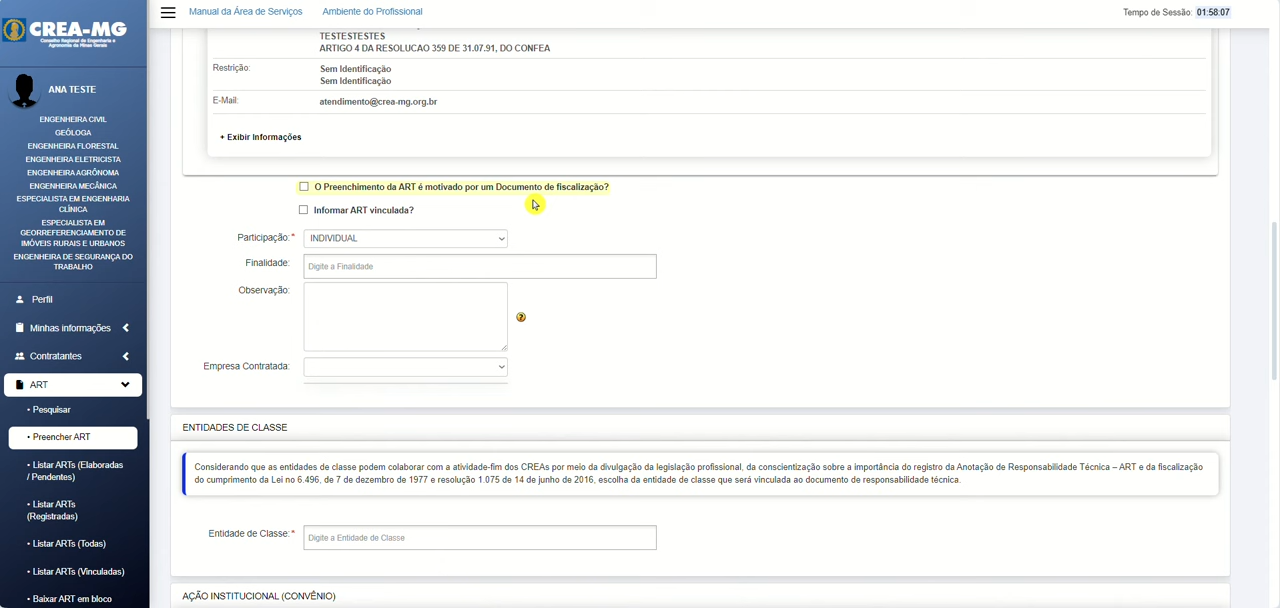 Manual da Área de Serviços
Ambiente do Profissional
Tempo de Sessão: 01:58:07
CREA-MG
Conselho Regional de Engenharia e
Agronomia de Minas Gerais
ANA TESTE
ENGENHEIRA CIVIL
GEÓLOGA
ENGENHEIRA FLORESTAL
ENGENHEIRA ELETRICISTA
ENGENHEIRA AGRÔNOMA
ENGENHEIRA MECÂNICA
ESPECIALISTA EM ENGENHARIA
CLÍNICA
ESPECIALISTA EM
GEORREFERENCIAMENTO DE
IMÓVEIS RURAIS E URBANOS
ENGENHEIRA DE SEGURANÇA DO
TRABALHO
Perfil
Minhas informações
Contratantes
ART
• Pesquisar
• Preencher ART
• Listar ARTs (Elaboradas
/ Pendentes)
• Listar ARTs
(Registradas)
• Listar ARTs (Todas)
• Listar ARTs (Vinculadas)
• Baixar ART em bloco
TESTESTESTES
ARTIGO 4 DA RESOLUCAO 359 DE 31.07.91, DO CONFEA
Restrição: Sem Identificação
Sem Identificação
E-Mail: atendimento@crea-mg.org.br
+ Exibir Informações
O Preenchimento da ART é motivado por um Documento de fiscalização?
Informar ART vinculada?
Participação:* INDIVIDUAL
Finalidade: Digite a Finalidade
Observação:
Empresa Contratada:
ENTIDADES DE CLASSE
Considerando que as entidades de classe podem colaborar com a atividade-fim dos CREAs por meio da divulgação da legislação profissional, da conscientização sobre a importância do registro da Anotação de Responsabilidade Técnica – ART e da fiscalização
do cumprimento da Lei no 6.496, de 7 de dezembro de 1977 e resolução 1.075 de 14 de junho de 2016, escolha da entidade de classe que será vinculada ao documento de responsabilidade técnica.
Entidade de Classe:* Digite a Entidade de Classe
AÇÃO INSTITUCIONAL (CONVÊNIO)